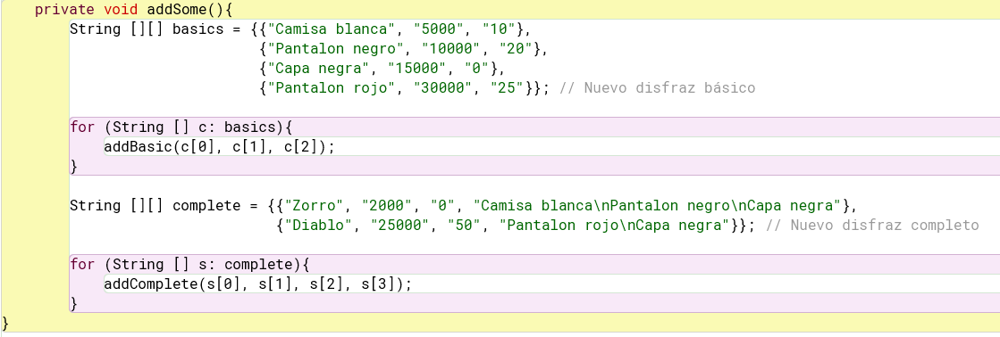 private void addSome(){
String [][] basics = {{"Camisa blanca", "5000", "10"},
{"Pantalon negro", "10000", "20"},
{"Capa negra", "15000", "0"},
{"Pantalon rojo", "30000", "25"}}; // Nuevo disfraz básico
for (String [] c: basics){
addBasic(c[0], c[1], c[2]);
}
String [][] complete = {{"Zorro", "2000", "0", "Camisa blanca\nPantalon negro\nCapa negra"},
{"Diablo", "25000", "50", "Pantalon rojo\nCapa negra"}}; // Nuevo disfraz completo
for (String [] s: complete){
addComplete(s[0], s[1], s[2], s[3]);
}
}